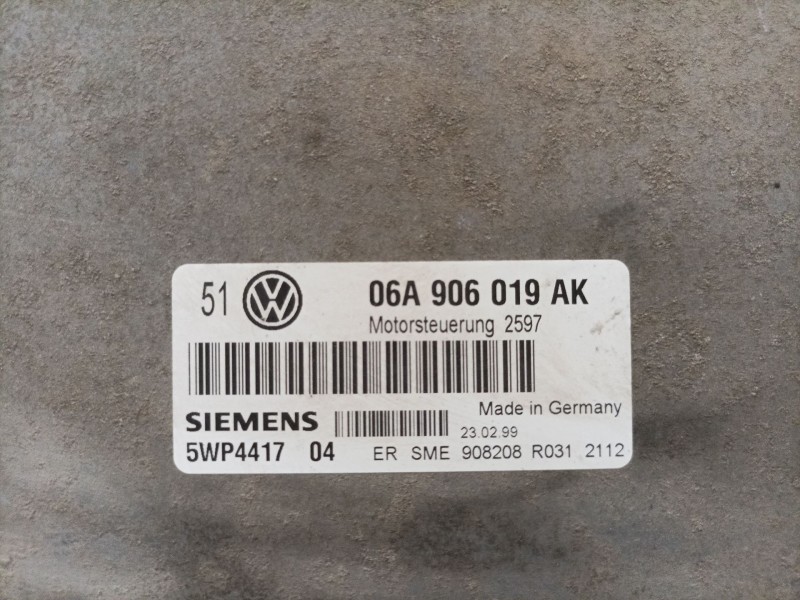 51 VW 06A 906 019 AK
Motorsteuerung 2597
Made in Germany
SIEMENS 23.02.99
5WP4417 04 ER SME 908208 R031 2112